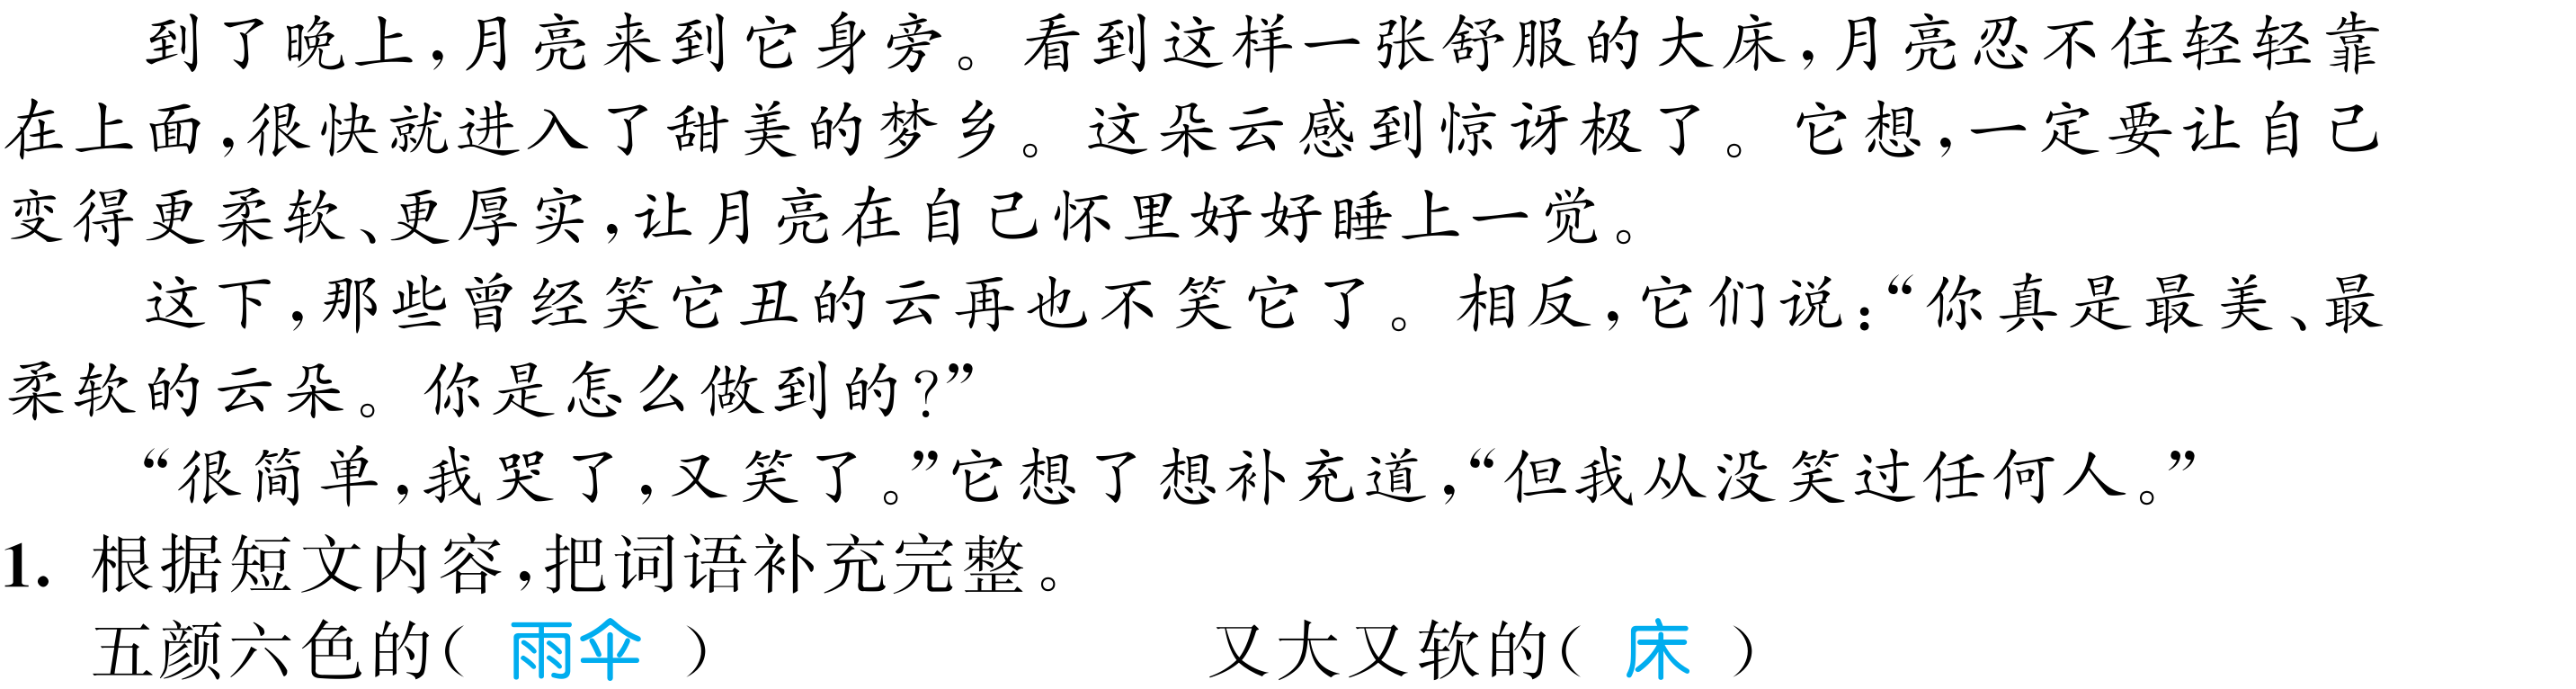 到了晚上,月亮来到它身旁。看到这样一张舒服的大床,月亮忍不住轻轻靠
在上面,很快就进入了甜美的梦乡。这朵云感到惊讶极了。它想,一定要让自己
变得更柔软、更厚实,让月亮在自己怀里好好睡上一觉。
这下,那些曾经笑它丑的云再也不笑它了。相反,它们说:“你真是最美、最
柔软的云朵。你是怎么做到的?”
“很简单,我哭了,又笑了。”它想了想补充道,“但我从没笑过任何人。”
1. 根据短文内容,把词语补充完整。
五颜六色的( 雨伞 ) 又大又软的( 床 )